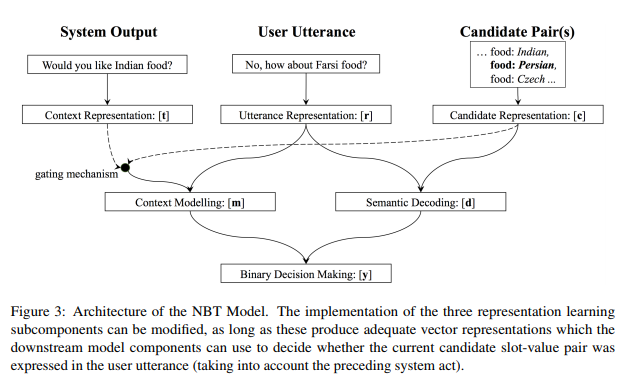 System Output
User Utterance
Candidate Pair(s)
Would you like Indian food?
No, how about Farsi food?
... food: Indian,
food: Persian,
food: Czech ...
Context Representation: [t]
Utterance Representation: [r]
Candidate Representation: [c]
gating mechanism
Context Modelling: [m]
Semantic Decoding: [d]
Binary Decision Making: [y]
Figure 3: Architecture of the NBT Model. The implementation of the three representation learning
subcomponents can be modified, as long as these produce adequate vector representations which the
downstream model components can use to decide whether the current candidate slot-value pair was
expressed in the user utterance (taking into account the preceding system act).